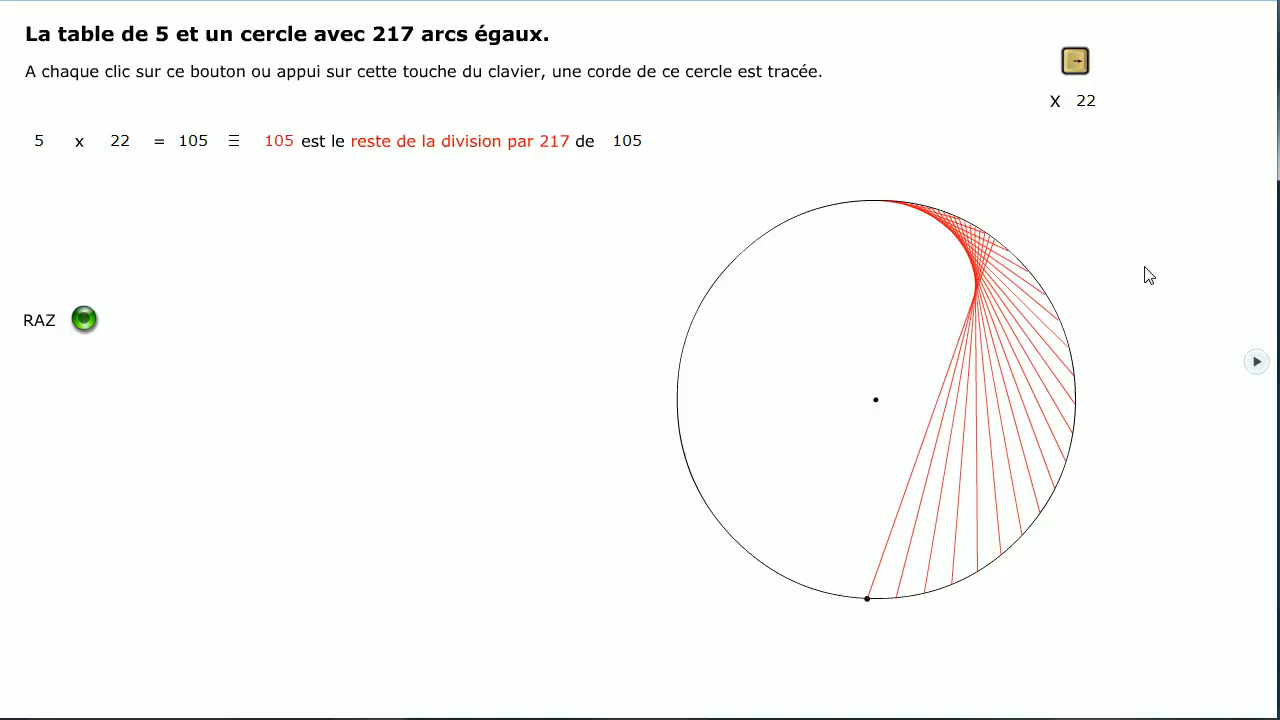 La table de 5 et un cercle avec 217 arcs égaux.
A chaque clic sur ce bouton ou appui sur cette touche du clavier, une corde de ce cercle est tracée.
X 22
5 x 22 = 105 ☰ 105 est le reste de la division par 217 de 105
RAZ